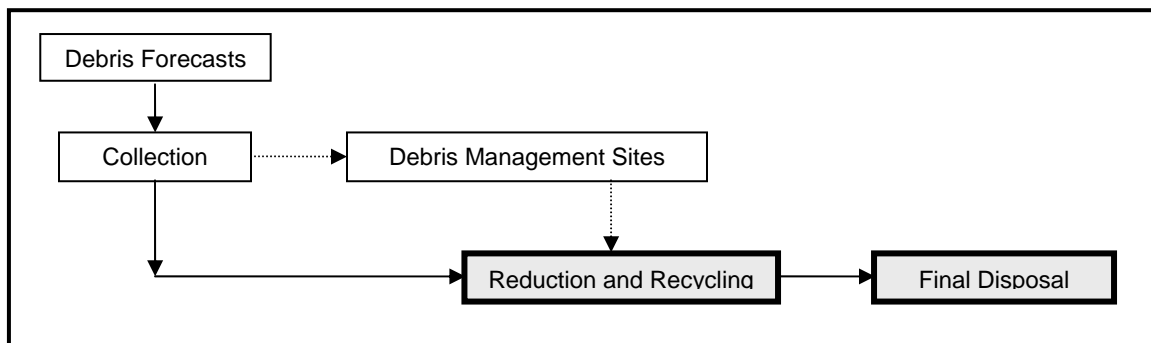 Debris Forecasts
Collection
Debris Management Sites
Reduction and Recycling
Final Disposal